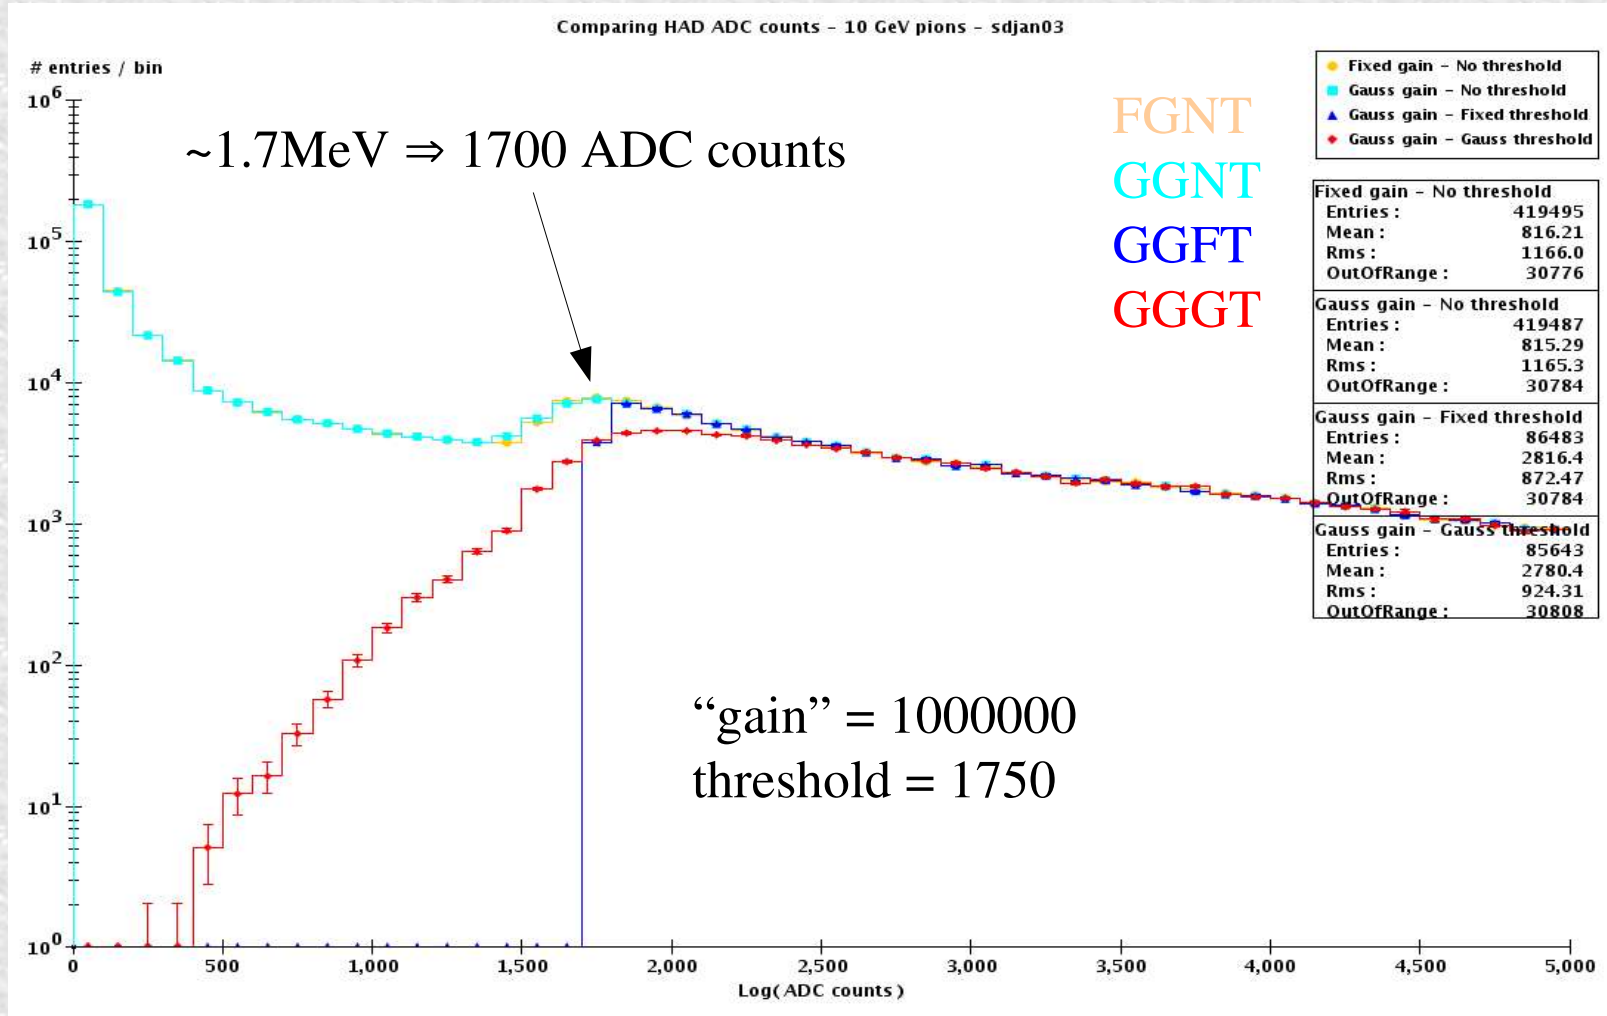 Comparing HAD ADC counts - 10 GeV pions - sdjan03
# entries / bin
10^6
10^5
10^4
10^3
10^2
10^1
10^0
~1.7MeV ⇒ 1700 ADC counts
FGNT
GGNT
GGFT
GGGT
"gain" = 1000000
threshold = 1750
Fixed gain - No threshold
Gauss gain - No threshold
Gauss gain - Fixed threshold
Gauss gain - Gauss threshold
Fixed gain - No threshold
Entries : 419495
Mean : 816.21
Rms : 1166.0
OutOfRange : 30776
Gauss gain - No threshold
Entries : 419487
Mean : 815.29
Rms : 1165.3
OutOfRange : 30784
Gauss gain - Fixed threshold
Entries : 86483
Mean : 2816.4
Rms : 872.47
OutOfRange : 30784
Gauss gain - Gauss threshold
Entries : 85643
Mean : 2780.4
Rms : 924.31
OutOfRange : 30808
0 500 1,000 1,500 2,000 2,500 3,000 3,500 4,000 4,500 5,000
Log(ADC counts)